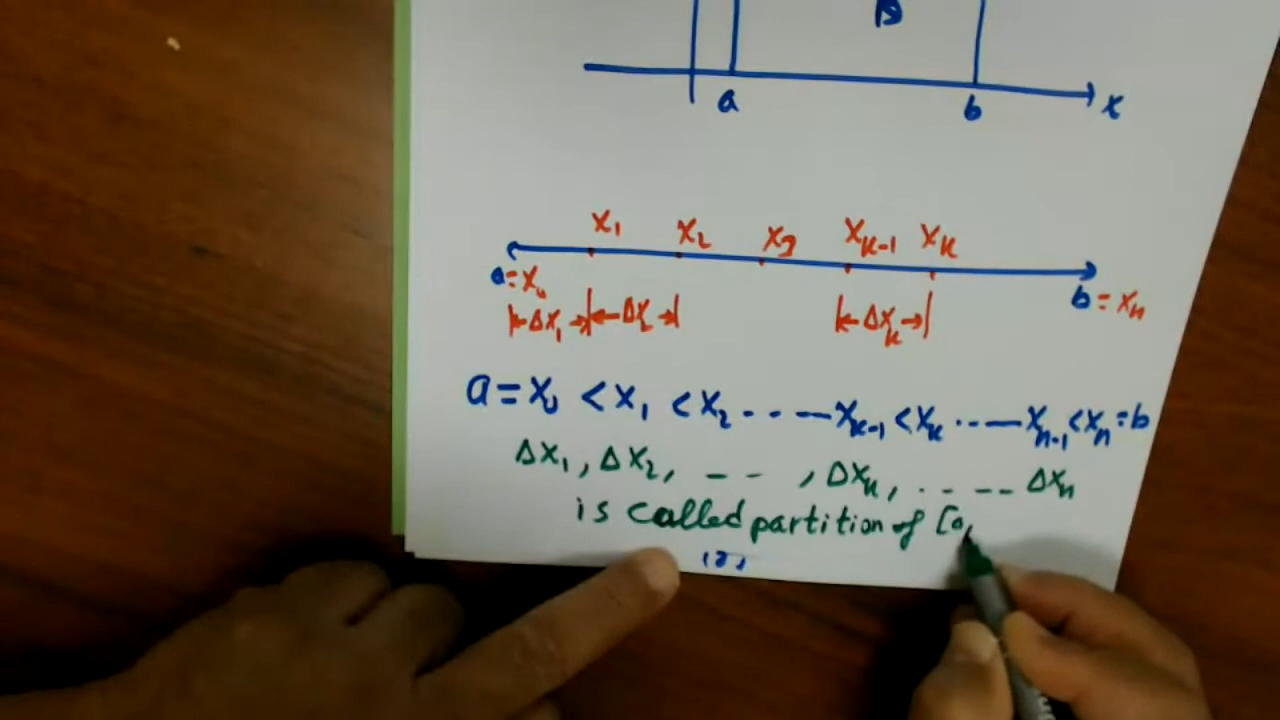 B
a b x
x₁ x₂ x₃ xₖ₋₁ xₖ
a=x₀ b=xₙ
Δx₁ Δx₂ Δxₖ
a=x₀ <x₁ <x₂ ....— xₖ₋₁ <xₖ ....— xₙ₋₁ <xₙ=b
Δx₁, Δx₂, – – – , Δxₖ, . . – – – Δxₙ
is called partition of [a,
(2)